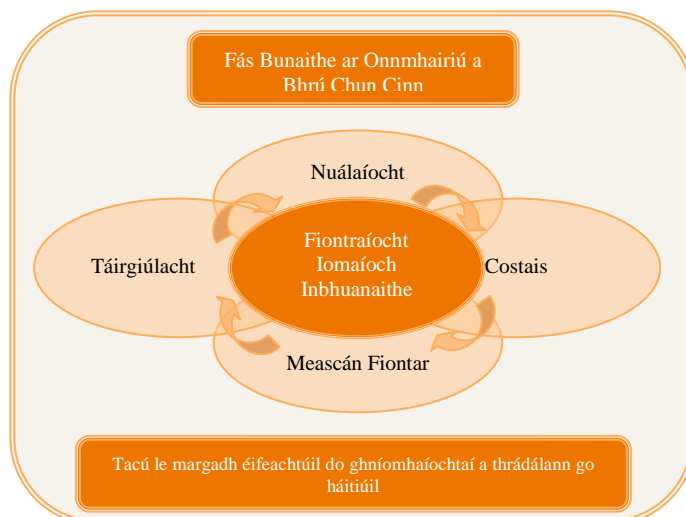 Fás Bunaithe ar Onnmhairiú a
Bhrú Chun Cinn
Nuálaíocht
Táirgiúlacht
Fiontraíocht
Iomaíoch
Inbhuanaithe
Costais
Meascán Fiontar
Tacú le margadh éifeachtúil do ghníomhaíochtaí a thrádálann go
háitiúil